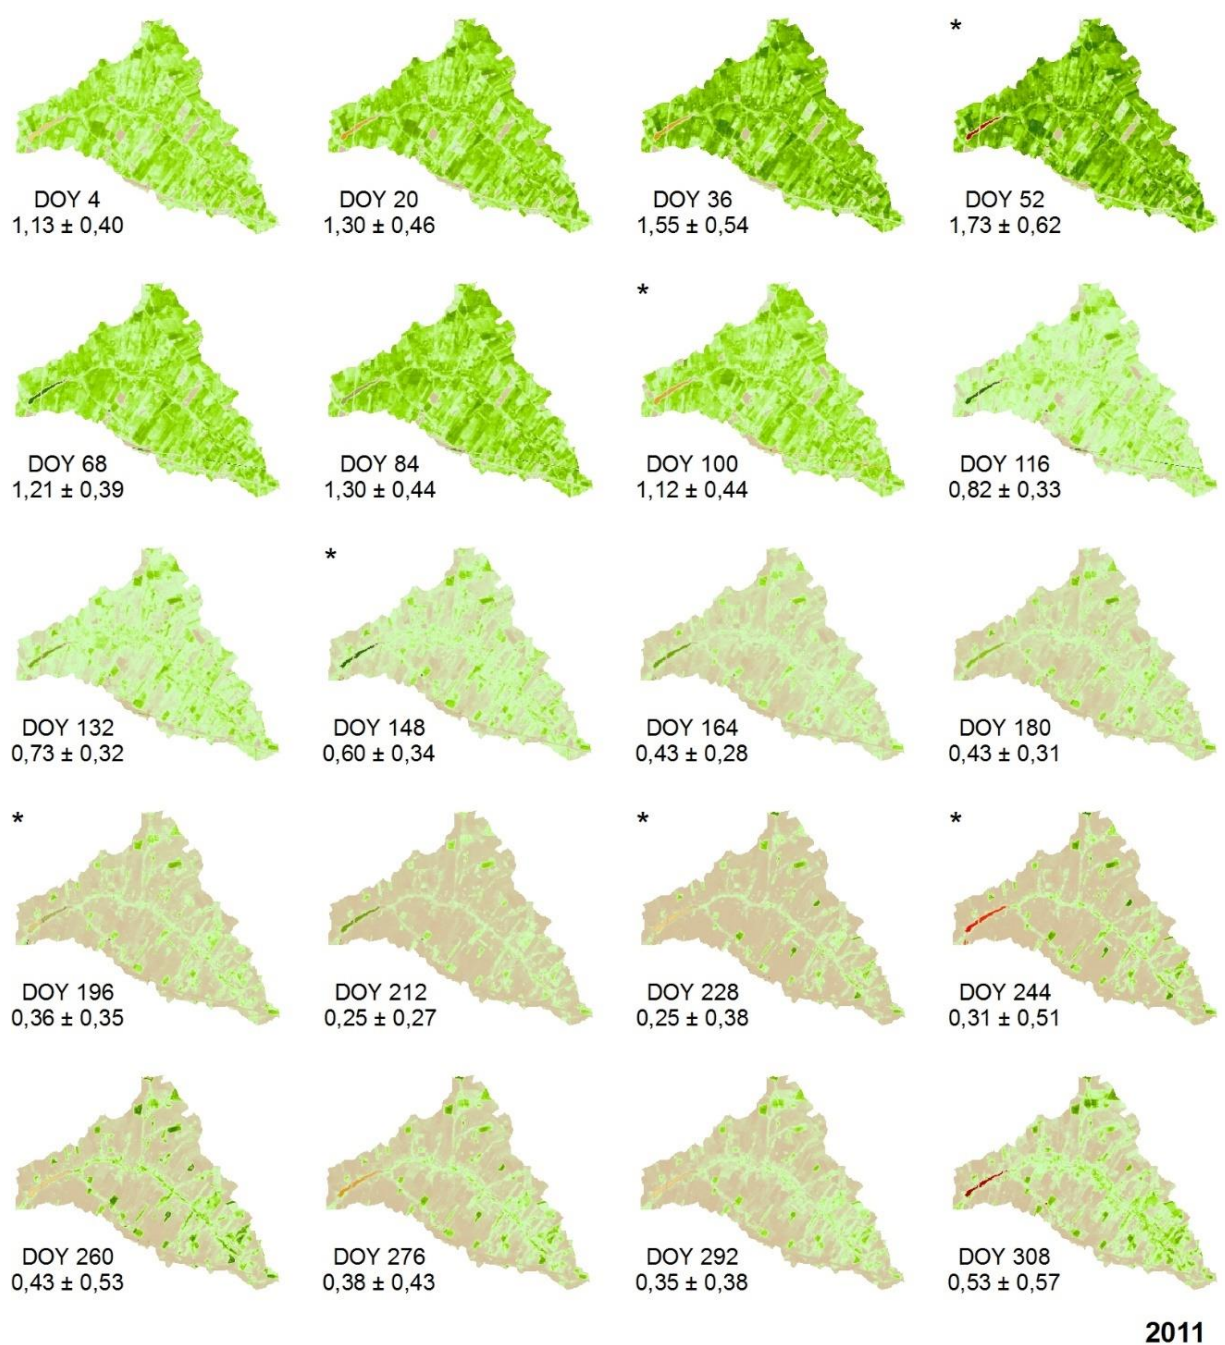 *
DOY 4
1,13 ± 0,40
DOY 20
1,30 ± 0,46
DOY 36
1,55 ± 0,54
DOY 52
1,73 ± 0,62
*
DOY 68
1,21 ± 0,39
DOY 84
1,30 ± 0,44
DOY 100
1,12 ± 0,44
DOY 116
0,82 ± 0,33
*
DOY 132
0,73 ± 0,32
DOY 148
0,60 ± 0,34
DOY 164
0,43 ± 0,28
DOY 180
0,43 ± 0,31
*
*
*
DOY 196
0,36 ± 0,35
DOY 212
0,25 ± 0,27
DOY 228
0,25 ± 0,38
DOY 244
0,31 ± 0,51
DOY 260
0,43 ± 0,53
DOY 276
0,38 ± 0,43
DOY 292
0,35 ± 0,38
DOY 308
0,53 ± 0,57
2011